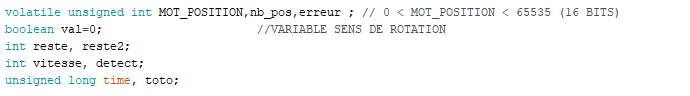 volatile unsigned int MOT_POSITION,nb_pos,erreur ; // 0 < MOT_POSITION < 65535 (16 BITS)
boolean val=0; //VARIABLE SENS DE ROTATION
int reste, reste2;
int vitesse, detect;
unsigned long time, toto;